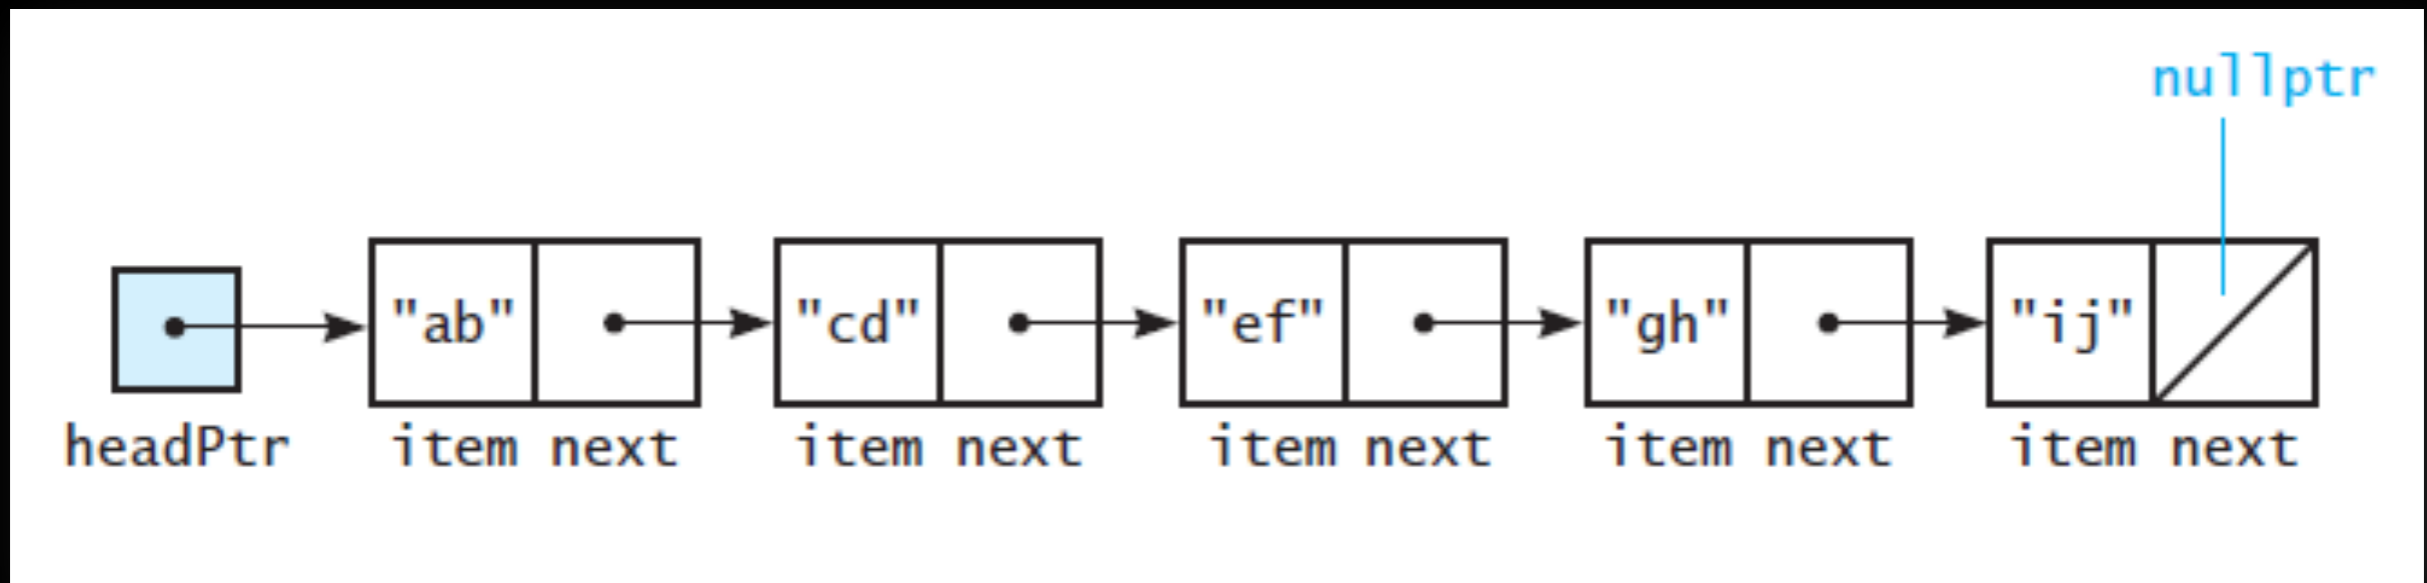 nullptr
"ab" "cd" "ef" "gh" "ij"
headPtr item next item next item next item next item next